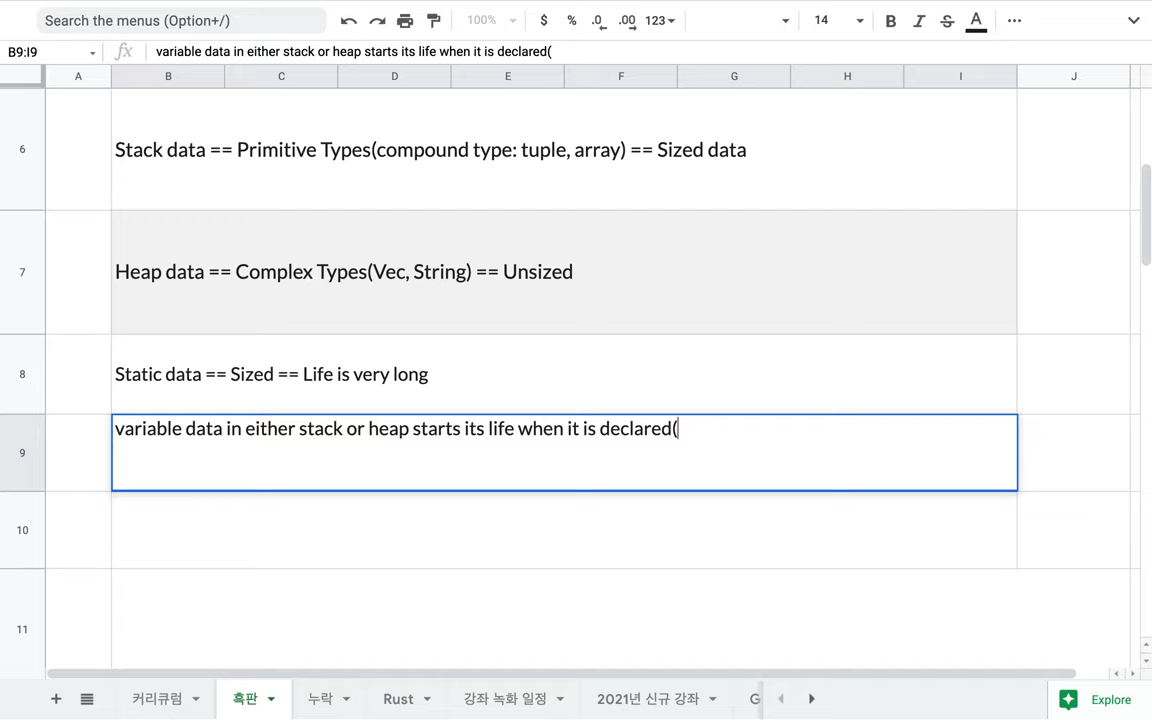 Search the menus (Option+/)
100%
$ % .0 .00 123
14
B I S A
B9:I9
fx variable data in either stack or heap starts its life when it is declared(
A B C D E F G H I J
6 Stack data == Primitive Types(compound type: tuple, array) == Sized data
7 Heap data == Complex Types(Vec, String) == Unsized
8 Static data == Sized == Life is very long
9 variable data in either stack or heap starts its life when it is declared(
10
11
커리큘럼 흑판 누락 Rust 강좌 녹화 일정 2021년 신규 강좌 G Explore